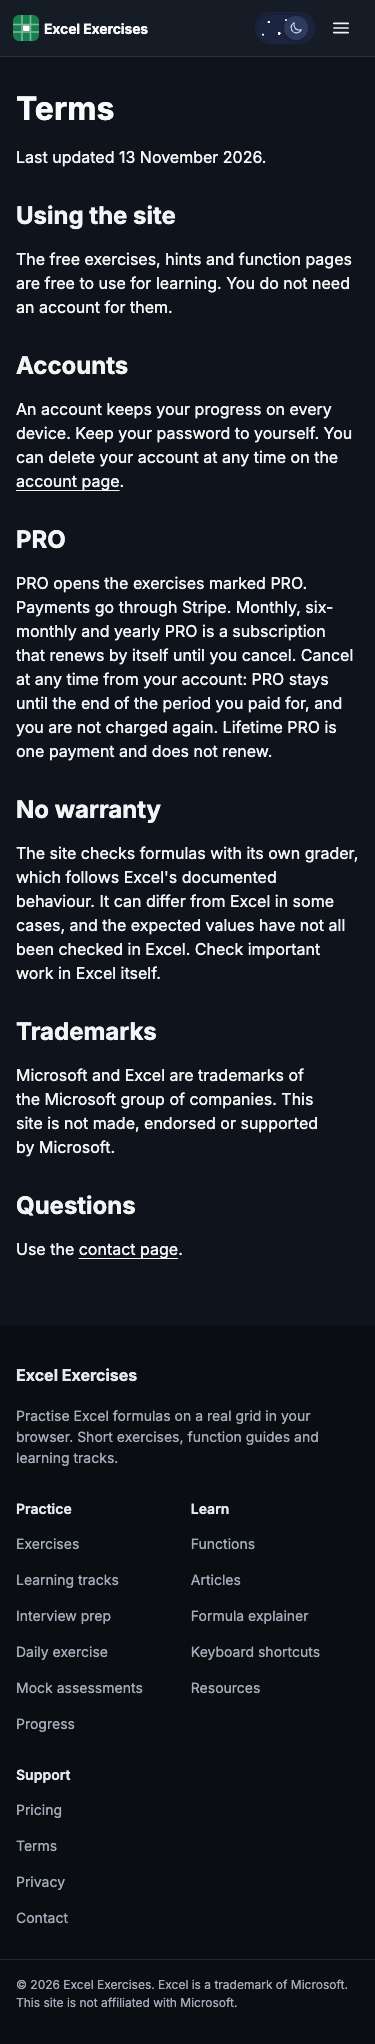 Excel Exercises
Terms
Last updated 13 November 2026.
Using the site
The free exercises, hints and function pages
are free to use for learning. You do not need
an account for them.
Accounts
An account keeps your progress on every
device. Keep your password to yourself. You
can delete your account at any time on the
account page.
PRO
PRO opens the exercises marked PRO.
Payments go through Stripe. Monthly, six-
monthly and yearly PRO is a subscription
that renews by itself until you cancel. Cancel
at any time from your account: PRO stays
until the end of the period you paid for, and
you are not charged again. Lifetime PRO is
one payment and does not renew.
No warranty
The site checks formulas with its own grader,
which follows Excel's documented
behaviour. It can differ from Excel in some
cases, and the expected values have not all
been checked in Excel. Check important
work in Excel itself.
Trademarks
Microsoft and Excel are trademarks of
the Microsoft group of companies. This
site is not made, endorsed or supported
by Microsoft.
Questions
Use the contact page.
Excel Exercises
Practise Excel formulas on a real grid in your
browser. Short exercises, function guides and
learning tracks.
Practice
Exercises
Learning tracks
Interview prep
Daily exercise
Mock assessments
Progress
Learn
Functions
Articles
Formula explainer
Keyboard shortcuts
Resources
Support
Pricing
Terms
Privacy
Contact
© 2026 Excel Exercises. Excel is a trademark of Microsoft.
This site is not affiliated with Microsoft.